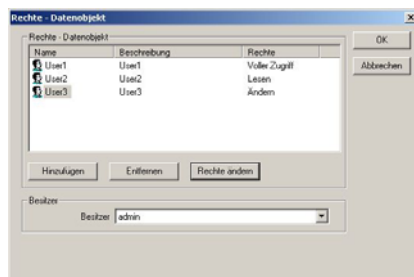 Rechte - Datenobjekt
Rechte - Datenobjekt
Name Beschreibung Rechte
User1 User1 Voller Zugriff
User2 User2 Lesen
User3 User3 Ändern
OK
Abbrechen
Hinzufügen Entfernen Rechte ändern
Besitzer
Besitzer admin